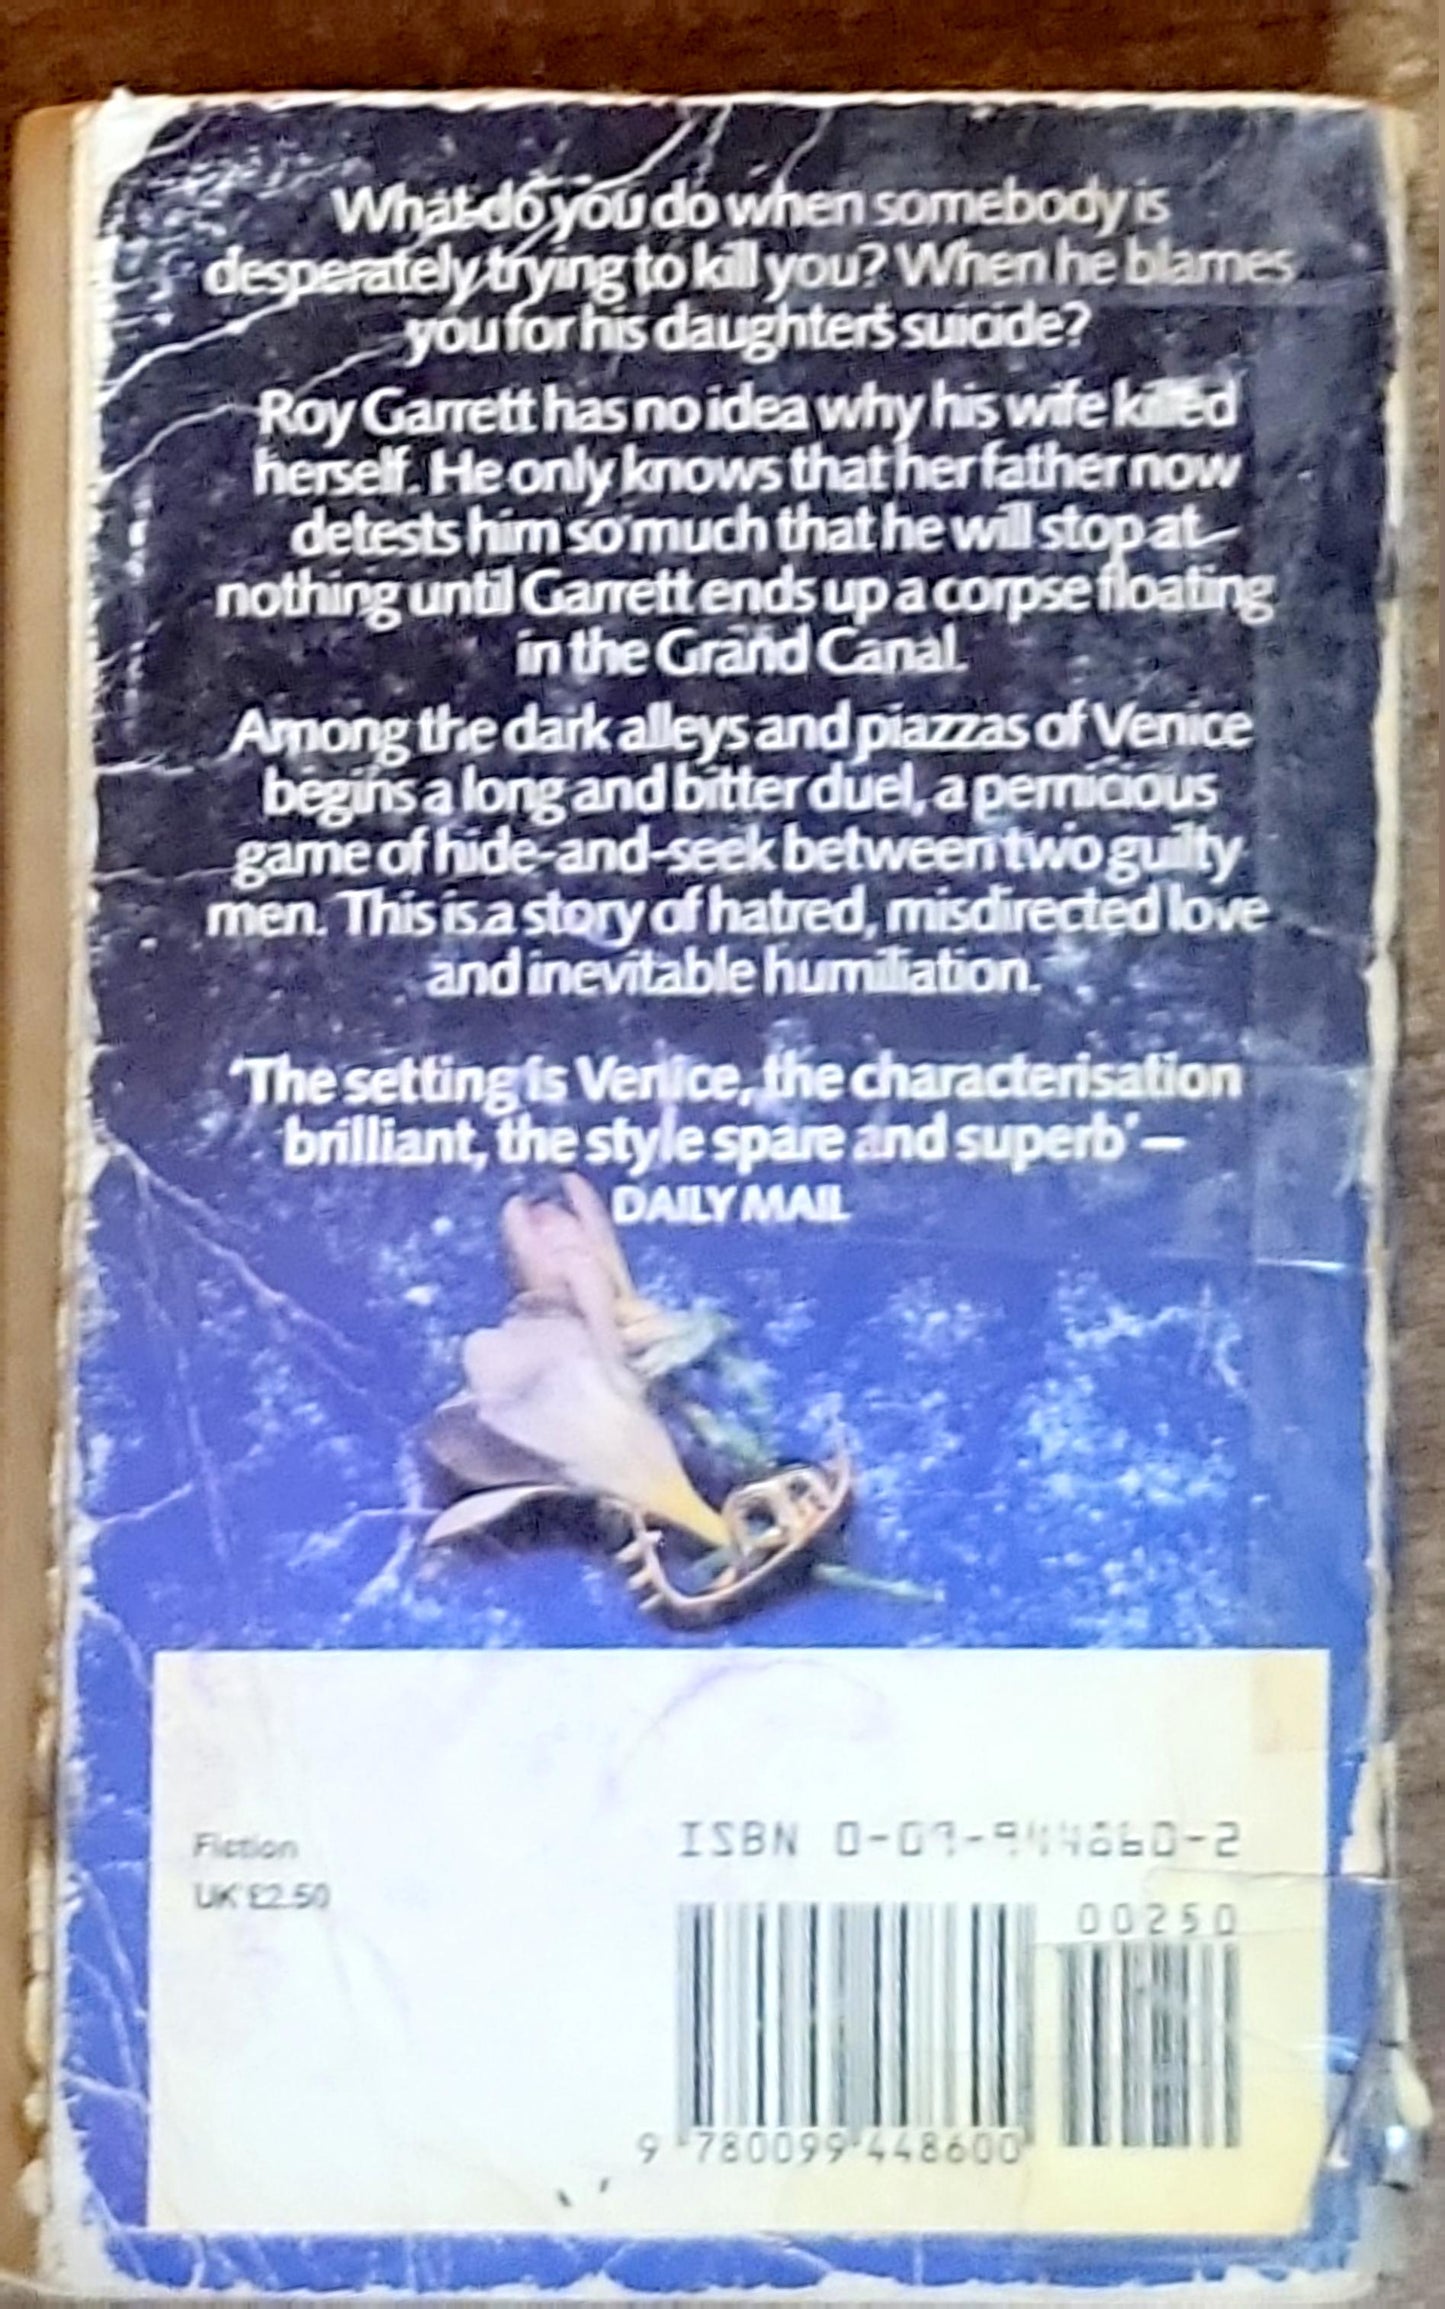 What do you do when somebody is
desperately trying to kill you? When he blames
you for his daughter's suicide?
Roy Garrett has no idea why his wife killed
herself. He only knows that her father now
detests him so much that he will stop at
nothing until Garrett ends up a corpse floating
in the Grand Canal.
Among the dark alleys and piazzas of Venice
begins a long and bitter duel, a pernicious
game of hide-and-seek between two guilty
men. This is a story of hatred, misdirected love
and inevitable humiliation.
'The setting is Venice, the characterisation
brilliant, the style spare and superb' –
DAILY MAIL
Fiction
UK £2.50
ISBN 0-09-944860-2
00250
9 780099 448600